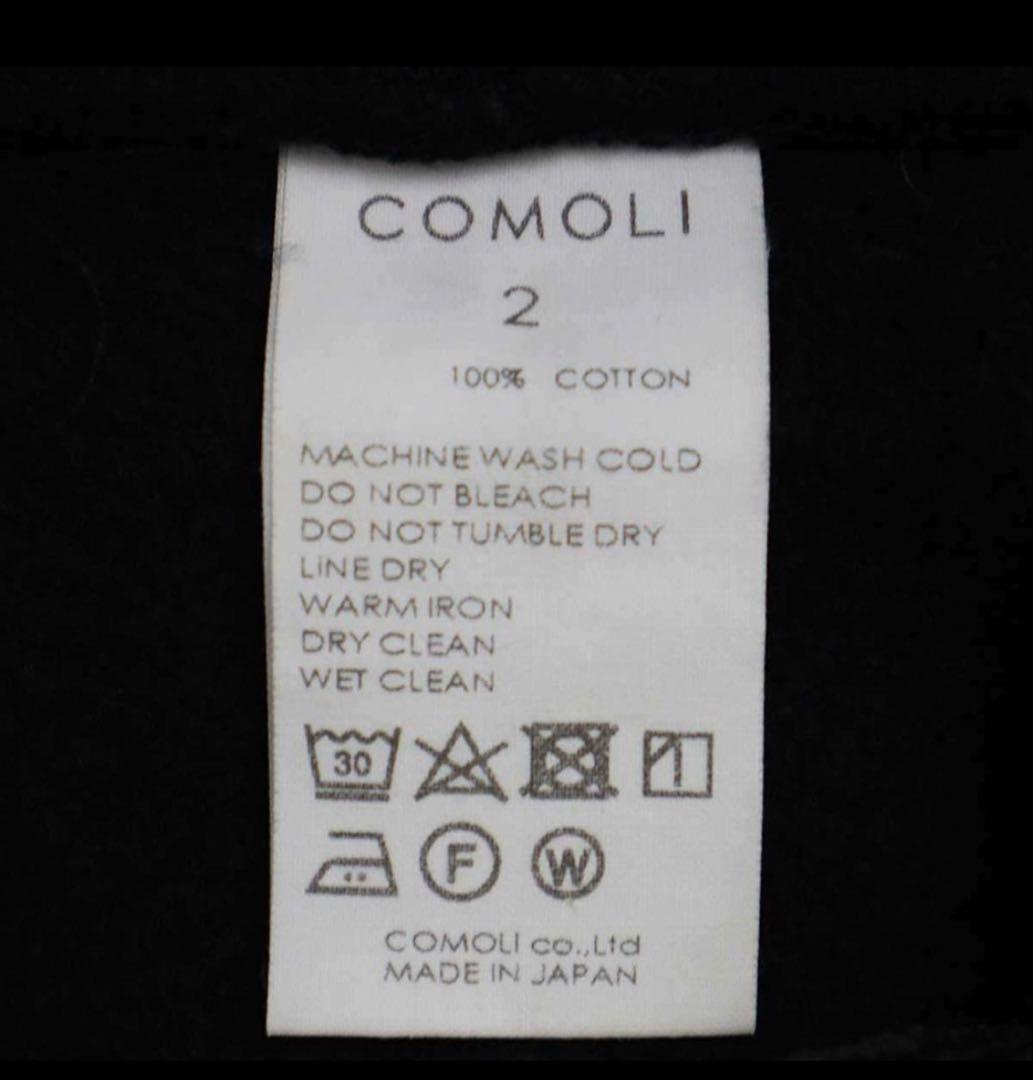 COMOLI
2
100% COTTON
MACHINE WASH COLD
DO NOT BLEACH
DO NOT TUMBLE DRY
LINE DRY
WARM IRON
DRY CLEAN
WET CLEAN
30
F W
COMOLI co.,Ltd
MADE IN JAPAN